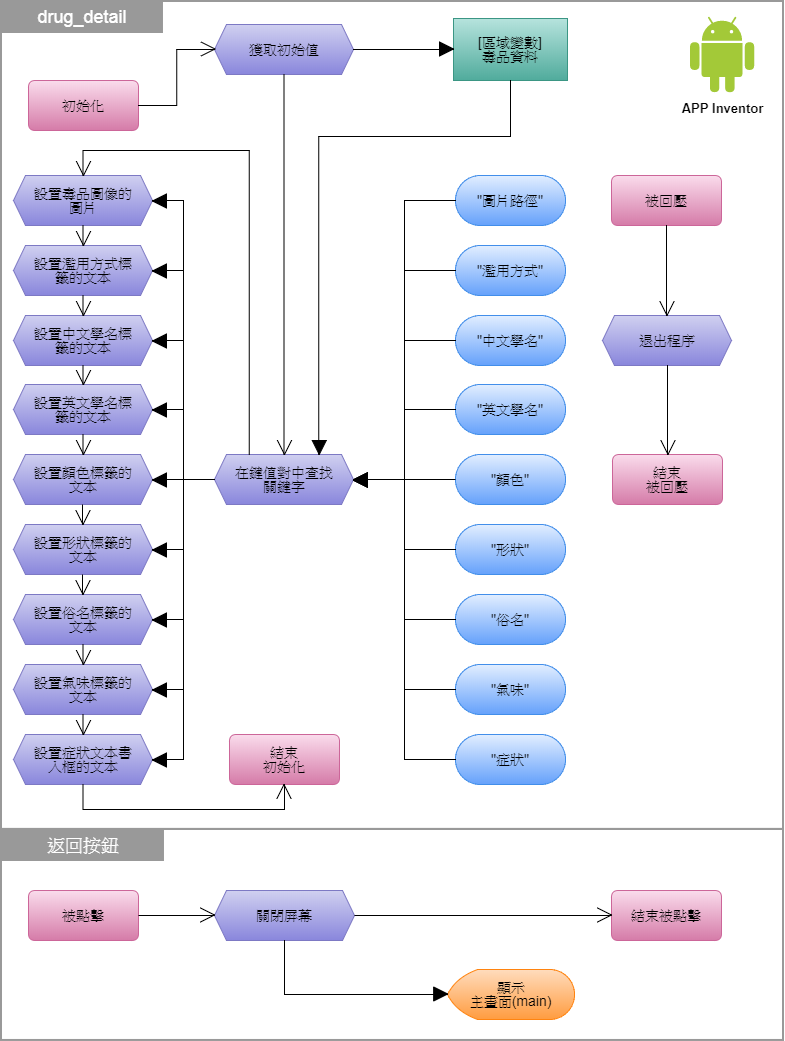 drug_detail
獲取初始值
[區域變數]
毒品資料
初始化
APP Inventor
設置毒品圖像的
圖片
"圖片路徑"
被回壓
設置濫用方式標
籤的文本
"濫用方式"
設置中文學名標
籤的文本
"中文學名"
退出程序
設置英文學名標
籤的文本
"英文學名"
設置顏色標籤的
文本
在鍵值對中查找
關鍵字
"顏色"
結束
被回壓
設置形狀標籤的
文本
"形狀"
設置俗名標籤的
文本
"俗名"
設置氣味標籤的
文本
"氣味"
設置症狀文本書
入框的文本
結束
初始化
"症狀"
返回按鈕
被點擊
關閉屏幕
結束被點擊
顯示
主畫面(main)